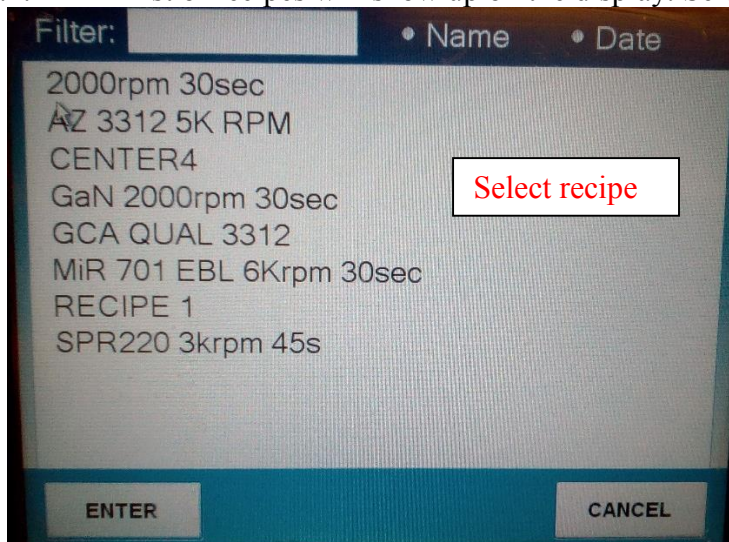 Filter:
Name
Date
2000rpm 30sec
AZ 3312 5K RPM
CENTER4
GaN 2000rpm 30sec
Select recipe
GCA QUAL 3312
MiR 701 EBL 6Krpm 30sec
RECIPE 1
SPR220 3krpm 45s
ENTER
CANCEL